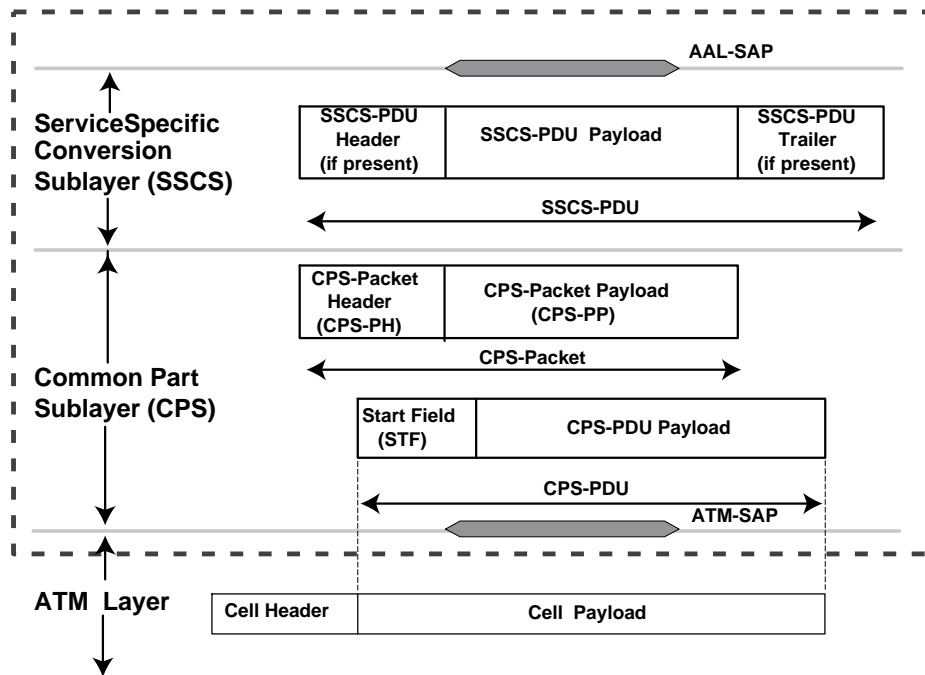 AAL-SAP
ServiceSpecific
Conversion
Sublayer (SSCS)
SSCS-PDU
Header
(if present)
SSCS-PDU Payload
SSCS-PDU
Trailer
(if present)
SSCS-PDU
CPS-Packet
Header
(CPS-PH)
CPS-Packet Payload
(CPS-PP)
CPS-Packet
Common Part
Sublayer (CPS)
Start Field
(STF)
CPS-PDU Payload
CPS-PDU
ATM-SAP
ATM Layer
Cell Header
Cell Payload